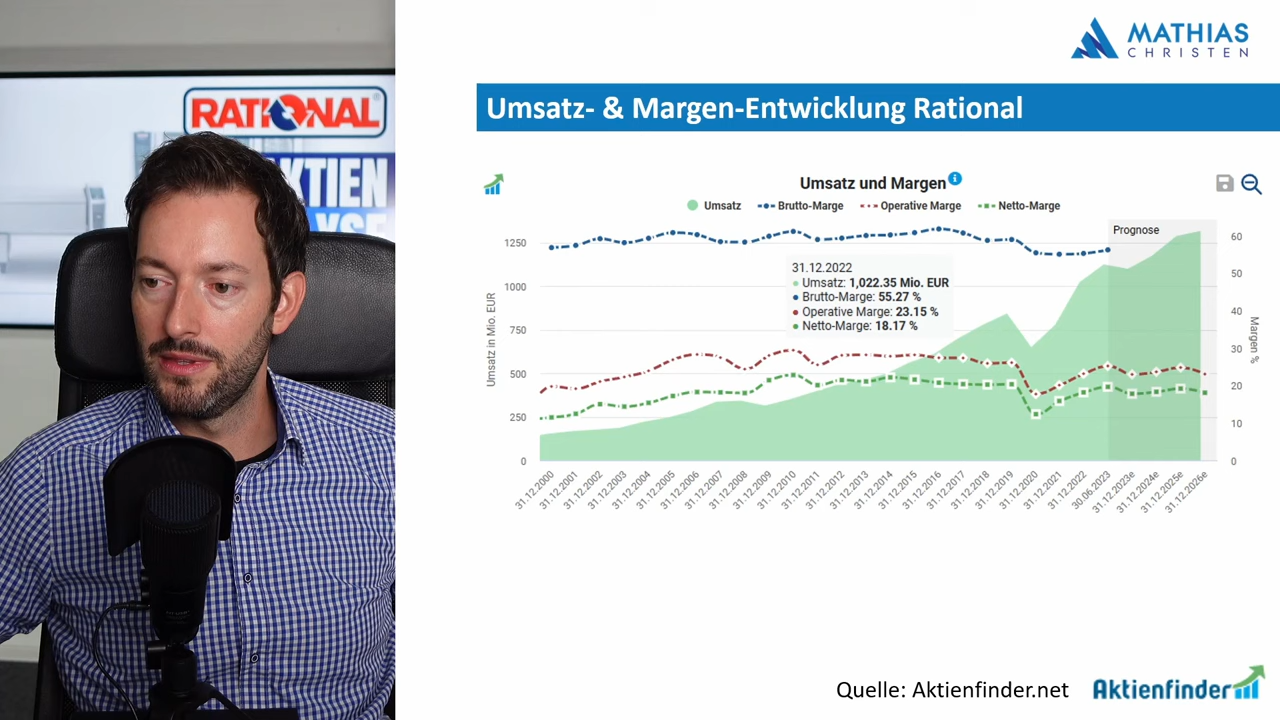 RATIONAL®
AKTIEN
MATHIAS
CHRISTEN
Umsatz- & Margen-Entwicklung Rational
Umsatz und Margen
Umsatz
Brutto-Marge
Operative Marge
Netto-Marge
Prognose
Umsatz in Mio. EUR
1250
1000
750
500
250
0
31.12.2022
Umsatz: 1,022.35 Mio. EUR
Brutto-Marge: 55.27 %
Operative Marge: 23.15 %
Netto-Marge: 18.17 %
60
50
40
30
20
10
0
Margen %
31.12.2000
31.12.2001
31.12.2002
31.12.2003
31.12.2004
31.12.2005
31.12.2006
31.12.2007
31.12.2008
31.12.2009
31.12.2010
31.12.2011
31.12.2012
31.12.2013
31.12.2014
31.12.2015
31.12.2016
31.12.2017
31.12.2018
31.12.2019
31.12.2020
31.12.2021
31.12.2022
30.06.2023
31.12.2023e
31.12.2024e
31.12.2025e
31.12.2026e
Quelle: Aktienfinder.net
Aktienfinder